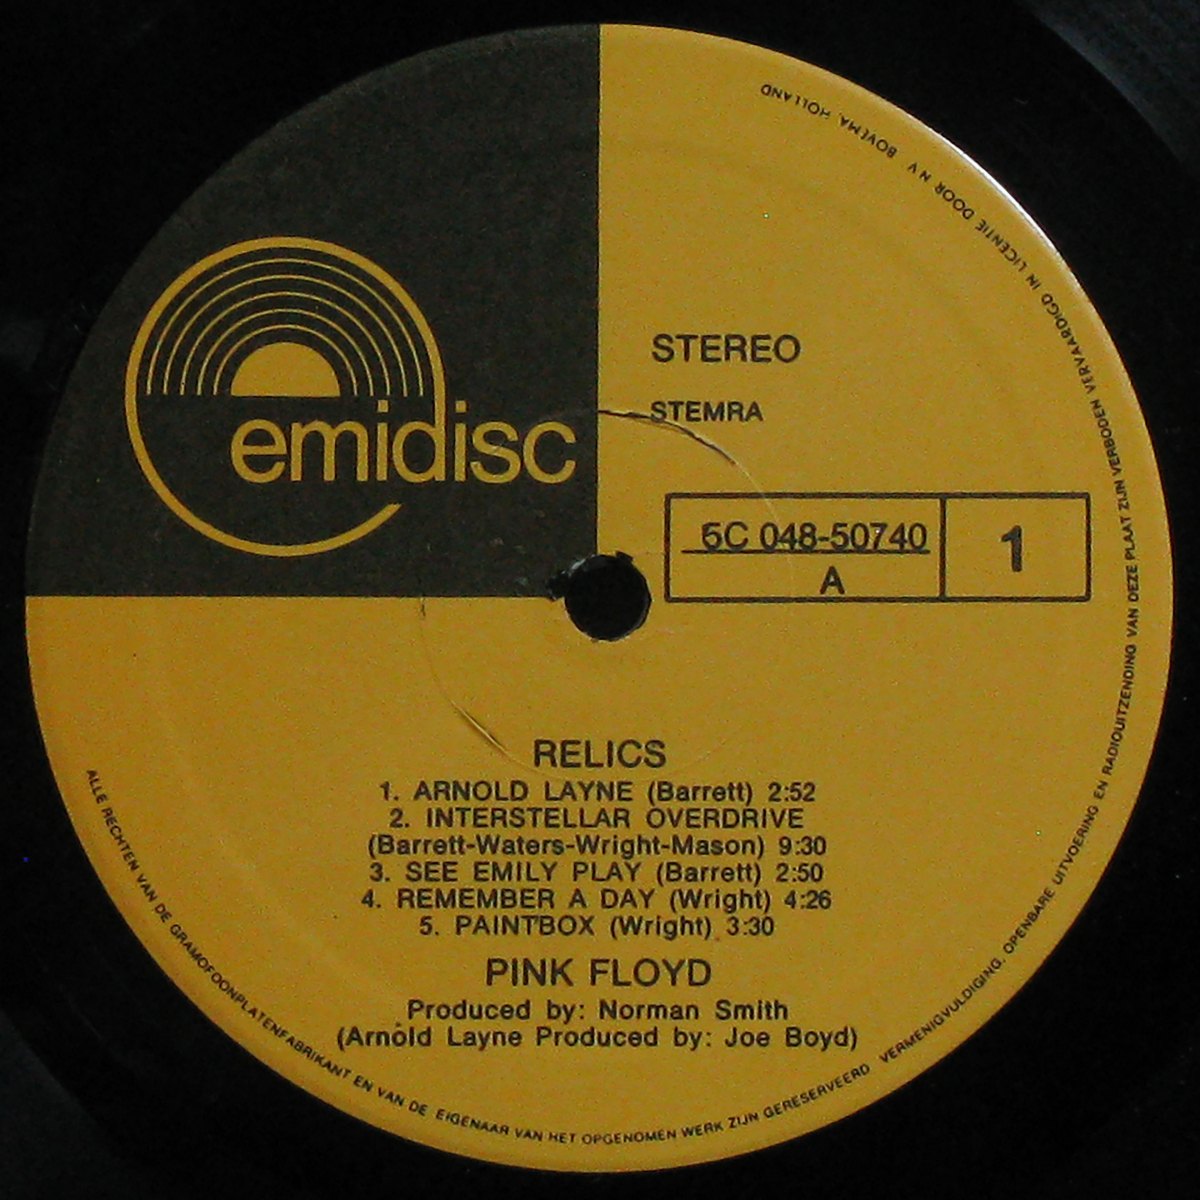 emidisc
STEREO
STEMRA
5C 048-50740
A
1
RELICS
1. ARNOLD LAYNE (Barrett) 2:52
2. INTERSTELLAR OVERDRIVE
(Barrett-Waters-Wright-Mason) 9:30
3. SEE EMILY PLAY (Barrett) 2:50
4. REMEMBER A DAY (Wright) 4:26
5. PAINTBOX (Wright) 3:30
PINK FLOYD
Produced by: Norman Smith
(Arnold Layne Produced by: Joe Boyd)
ALLE RECHTEN VAN DE GRAMOFOONPLATENFABRIKANT EN VAN DE EIGENAAR VAN HET OPGENOMEN WERK ZIJN GERESERVEERD VERMENIGVULDIGING, OPENBARE UITVOERING EN RADIOUITZENDING VAN DEZE PLAAT ZIJN VERBODEN VERVAARDIGD IN LICENTIE DOOR N.V. BOVEMA, HOLLAND